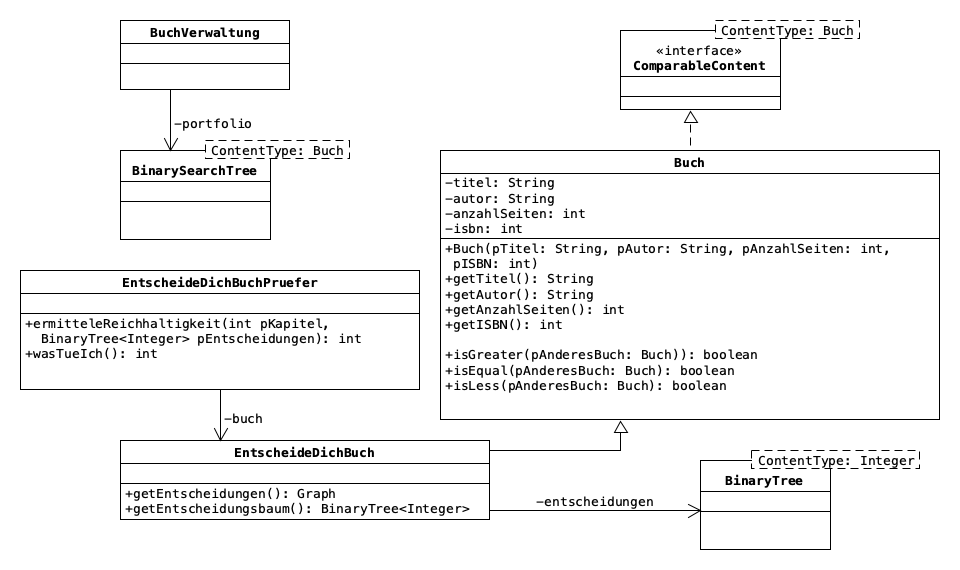 BuchVerwaltung
-portfolio
ContentType: Buch
BinarySearchTree
ContentType: Buch
«interface»
ComparableContent
Buch
-titel: String
-autor: String
-anzahlSeiten: int
-isbn: int
+Buch(pTitel: String, pAutor: String, pAnzahlSeiten: int,
pISBN: int)
+getTitel(): String
+getAutor(): String
+getAnzahlSeiten(): int
+getISBN(): int
+isGreater(pAnderesBuch: Buch)): boolean
+isEqual(pAnderesBuch: Buch): boolean
+isLess(pAnderesBuch: Buch): boolean
EntscheideDichBuchPruefer
+ermitteleReichhaltigkeit(int pKapitel,
BinaryTree<Integer> pEntscheidungen): int
+wasTueIch(): int
-buch
EntscheideDichBuch
+getEntscheidungen(): Graph
+getEntscheidungsbaum(): BinaryTree<Integer>
-entscheidungen
ContentType: Integer
BinaryTree